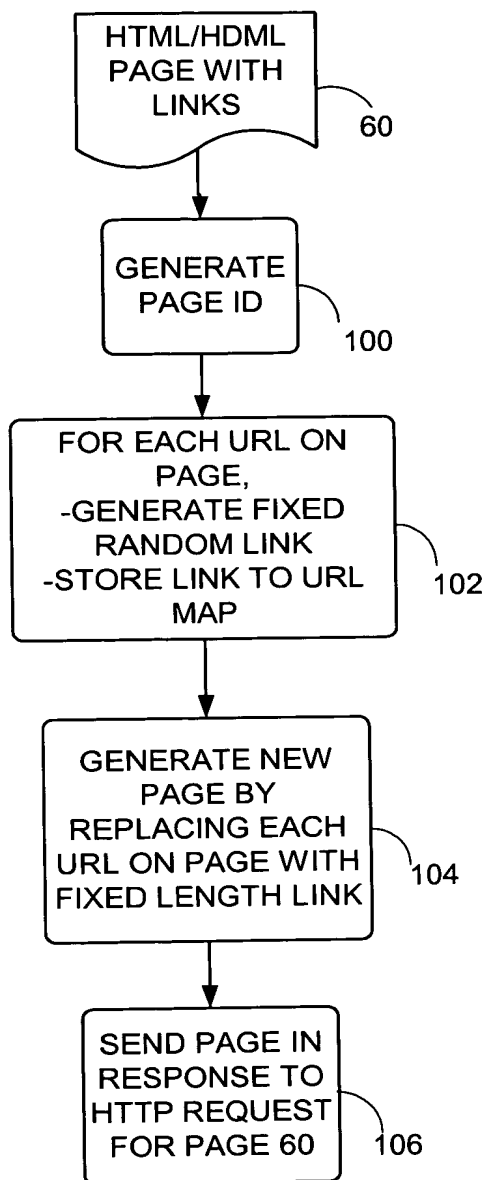 HTML/HDML
PAGE WITH
LINKS
60
GENERATE
PAGE ID
100
FOR EACH URL ON
PAGE,
-GENERATE FIXED
RANDOM LINK
-STORE LINK TO URL
MAP
102
GENERATE NEW
PAGE BY
REPLACING EACH
URL ON PAGE WITH
FIXED LENGTH LINK
104
SEND PAGE IN
RESPONSE TO
HTTP REQUEST
FOR PAGE 60
106